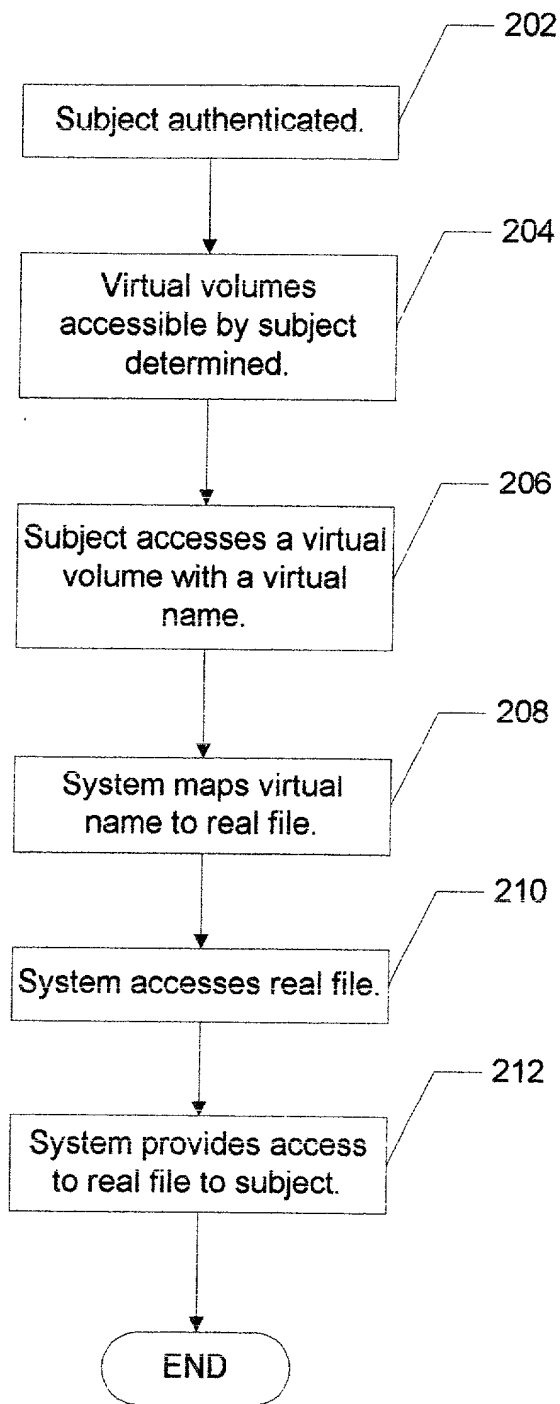 202
Subject authenticated.
204
Virtual volumes
accessible by subject
determined.
206
Subject accesses a virtual
volume with a virtual
name.
208
System maps virtual
name to real file.
210
System accesses real file.
212
System provides access
to real file to subject.
END